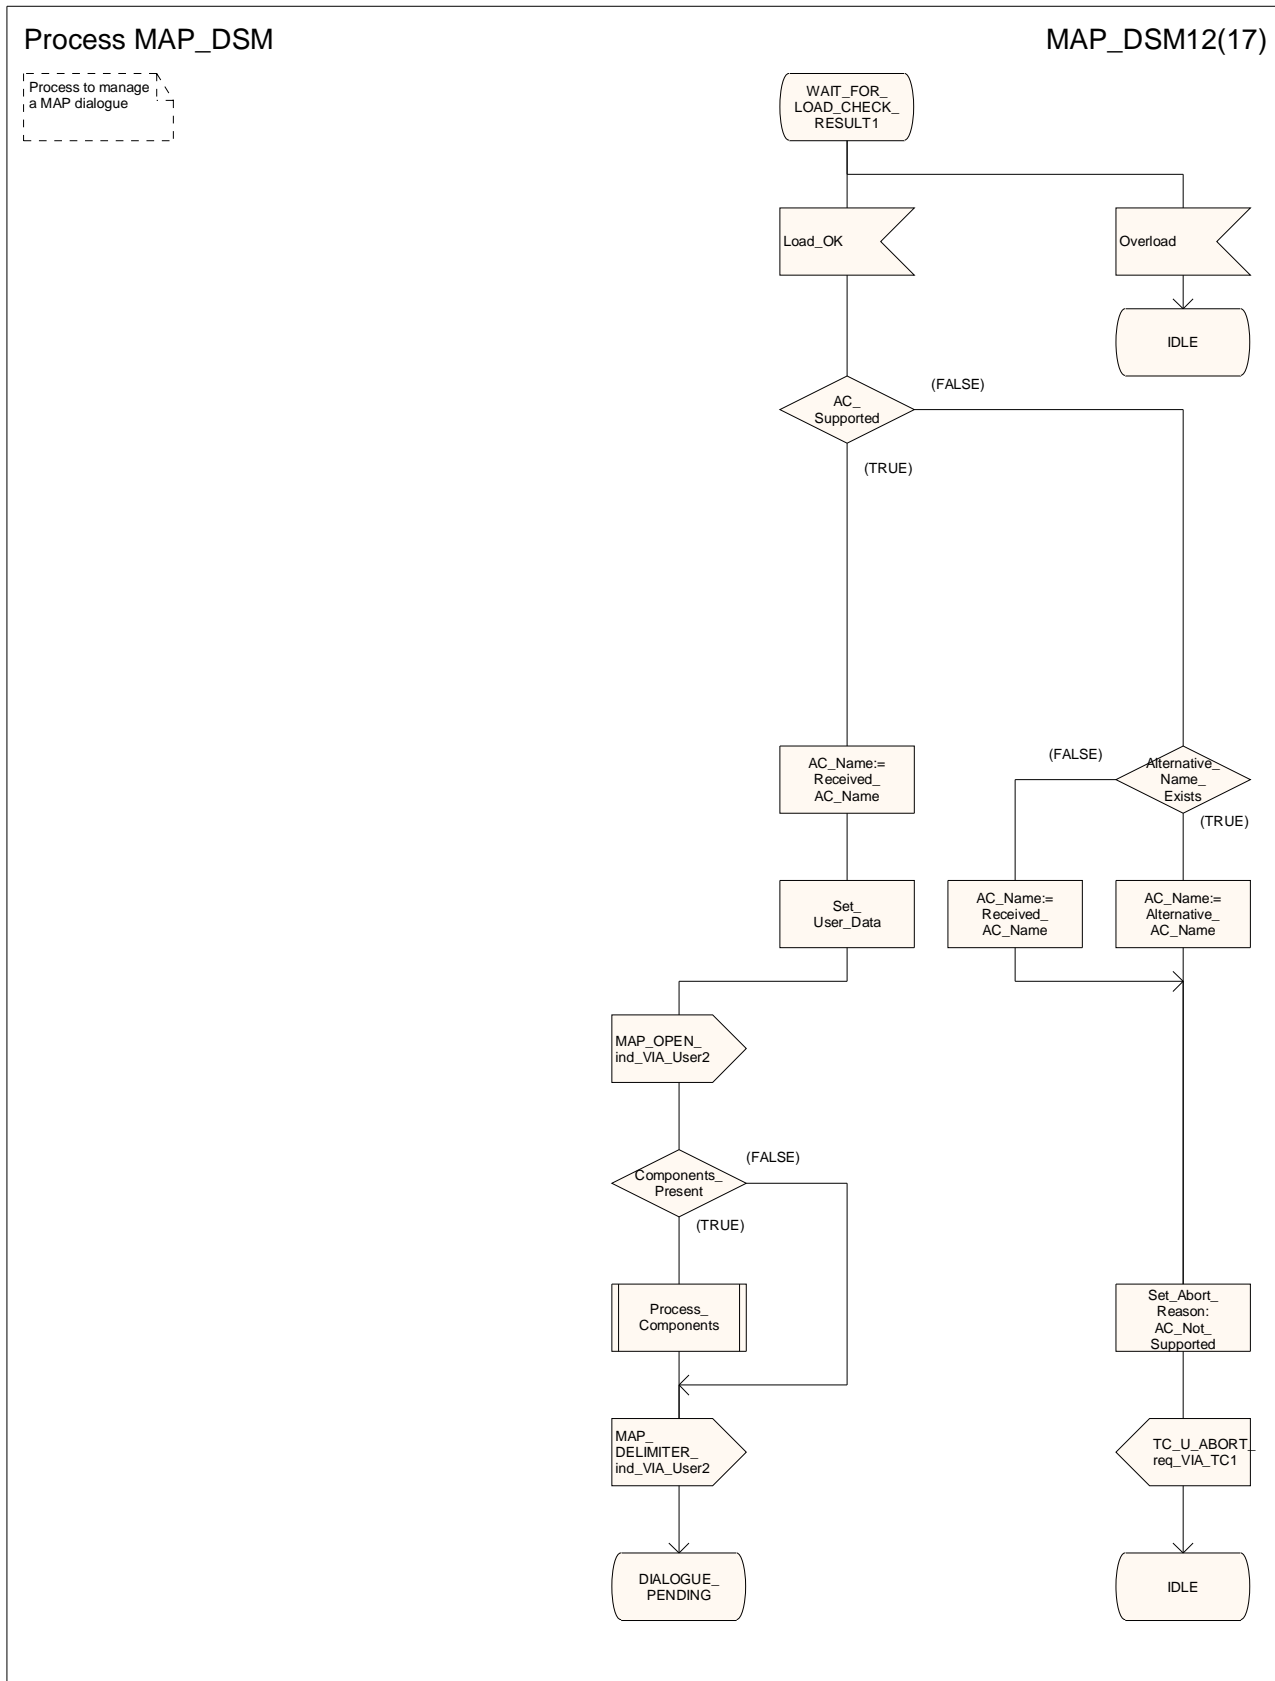 Process MAP_DSM
MAP_DSM12(17)
Process to manage
a MAP dialogue
WAIT_FOR_
LOAD_CHECK_
RESULT1
Load_OK
Overload
IDLE
(FALSE)
AC_
Supported
(TRUE)
AC_Name:=
Received_
AC_Name
(FALSE)
Alternative_
Name_
Exists
(TRUE)
Set_
User_Data
AC_Name:=
Received_
AC_Name
AC_Name:=
Alternative_
AC_Name
MAP_OPEN_
ind_VIA_User2
(FALSE)
Components_
Present
(TRUE)
Process_
Components
Set_Abort_
Reason:
AC_Not_
Supported
MAP_
DELIMITER_
ind_VIA_User2
TC_U_ABORT_
req_VIA_TC1
DIALOGUE_
PENDING
IDLE